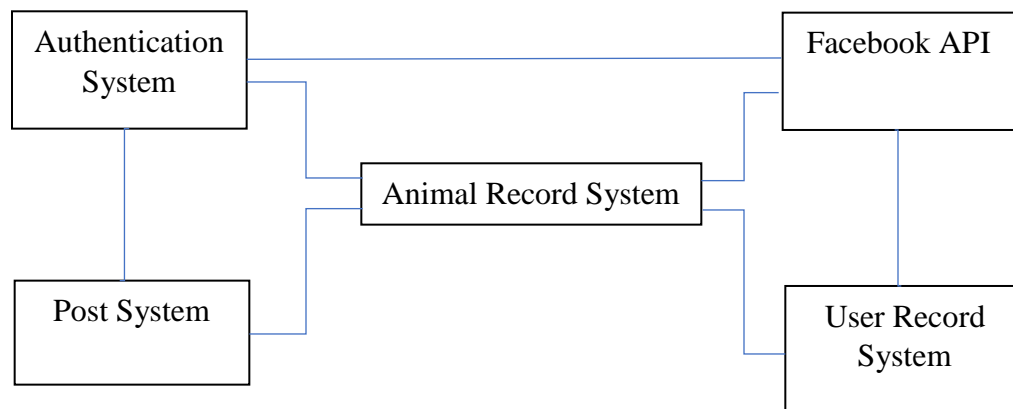 Authentication
System
Facebook API
Animal Record System
Post System
User Record
System